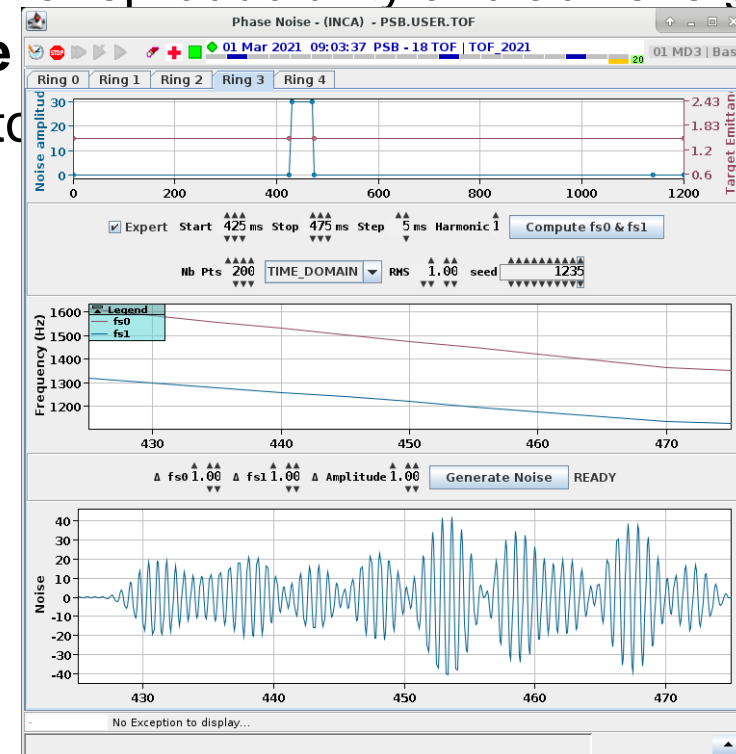 Phase Noise - (INCA) - PSB.USER.TOF
STOP 01 Mar 2021 09:03:37 PSB - 18 TOF | TOF_2021 20 01 MD3 | Bas
Ring 0 Ring 1 Ring 2 Ring 3 Ring 4
Noise amplitud
30
20
10
0
2.43
1.83
1.2
0.6
Target Emittan
0 200 400 600 800 1000 1200
Expert Start 425 ms Stop 475 ms Step 5 ms Harmonic 1 Compute fs0 & fs1
Nb Pts 200 TIME_DOMAIN RMS 1.00 seed 1235
Frequency (Hz)
1600
1500
1400
1300
1200
Legend
fs0
fs1
430 440 450 460 470
Δ fs0 1.00 Δ fs1 1.00 Δ Amplitude 1.00 Generate Noise READY
Noise
40
30
20
10
0
-10
-20
-30
-40
430 440 450 460 470
- No Exception to display...